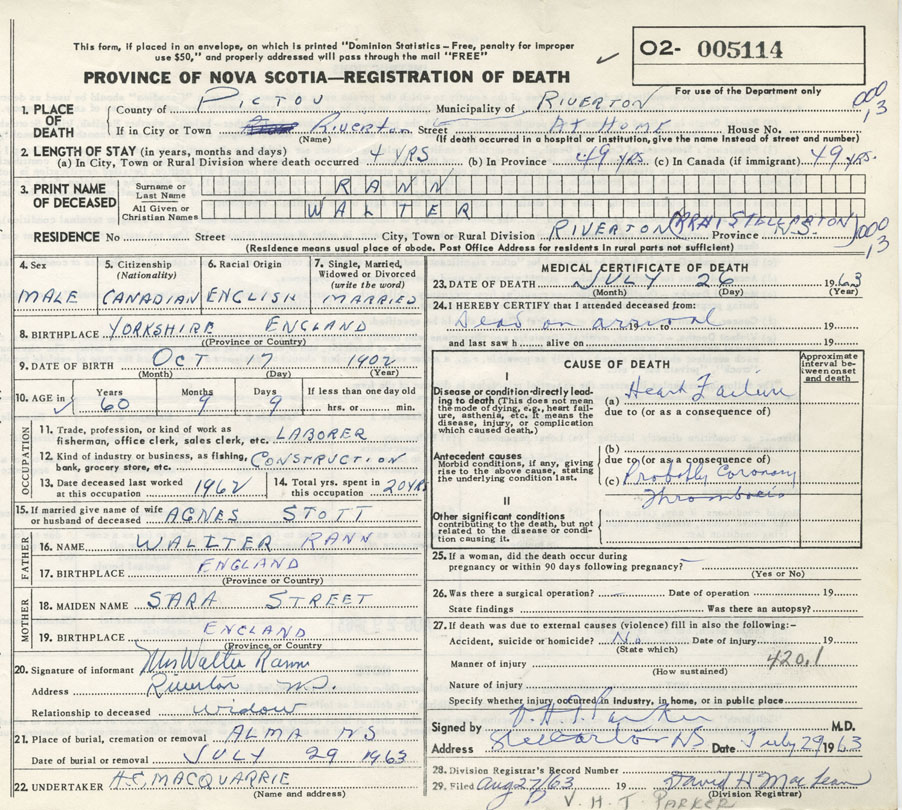 This form, if placed in an envelope, on which is printed "Dominion Statistics – Free, penalty for improper
use $50," and properly addressed will pass through the mail "FREE"
✓
O2- 005114
PROVINCE OF NOVA SCOTIA—REGISTRATION OF DEATH
For use of the Department only
1. PLACE OF DEATH
County of PICTOU Municipality of RIVERTON
000,13
If in City or Town Riverton Street AT HOME House No.
(Name) (If death occurred in a hospital or institution, give the name instead of street and number)
2. LENGTH OF STAY (in years, months and days)
(a) In City, Town or Rural Division where death occurred 4 YRS (b) In Province 49 YRS. (c) In Canada (if immigrant) 49 YRS.
3. PRINT NAME OF DECEASED
Surname or Last Name RANN
All Given or Christian Names WALTER
RESIDENCE No Street City, Town or Rural Division RIVERTON (RR#1 STELLARTON) Province N.S.
000,13
(Residence means usual place of abode. Post Office Address for residents in rural parts not sufficient)
4. Sex
MALE
5. Citizenship (Nationality)
CANADIAN
6. Racial Origin
ENGLISH
7. Single, Married, Widowed or Divorced (write the word)
MARRIED
8. BIRTHPLACE YORKSHIRE ENGLAND
(Province or Country)
9. DATE OF BIRTH OCT 17 1902
(Month) (Day) (Year)
10. AGE in ✓
Years 60
Months 9
Days 9
If less than one day old
hrs. or min.
OCCUPATION
11. Trade, profession, or kind of work as
fisherman, office clerk, sales clerk, etc. LABORER
12. Kind of industry or business, as fishing,
bank, grocery store, etc. CONSTRUCTION
13. Date deceased last worked
at this occupation 1962
14. Total yrs. spent in
this occupation 20 YRS
15. If married give name of wife
or husband of deceased AGNES STOTT
FATHER
16. NAME WALITER RANN
17. BIRTHPLACE ENGLAND
(Province or Country)
MOTHER
18. MAIDEN NAME SARA STREET
19. BIRTHPLACE ENGLAND
(Province or Country)
20. Signature of informant Mrs Walter Rann
Address Riverton N.S.
Relationship to deceased widow
21. Place of burial, cremation or removal ALMA NS
Date of burial or removal JULY 29 1963
22. UNDERTAKER H.C. MACQUARRIE
(Name and address)
MEDICAL CERTIFICATE OF DEATH
23. DATE OF DEATH JULY 26 1963
(Month) (Day) (Year)
24. I HEREBY CERTIFY that I attended deceased from:
Dead on arrival 19 to 19
and last saw h alive on 19
CAUSE OF DEATH
Approximate interval between onset and death
I
Disease or condition directly leading to death (This does not mean
the mode of dying, e.g., heart failure, asthenia, etc. It means the
disease, injury, or complication
which caused death.)
(a) Heart Failure
due to (or as a consequence of)
Antecedent causes
Morbid conditions, if any, giving
rise to the above cause, stating
the underlying condition last.
(b)
due to (or as a consequence of)
(c) Probably Coronary
Thrombosis
II
Other significant conditions
contributing to the death, but not
related to the disease or condition causing it.
25. If a woman, did the death occur during
pregnancy or within 90 days following pregnancy?
(Yes or No)
26. Was there a surgical operation? Date of operation 19
State findings Was there an autopsy?
27. If death was due to external causes (violence) fill in also the following:-
Accident, suicide or homicide? No Date of injury 19
(State which)
Manner of injury 420.1
(How sustained)
Nature of injury
Specify whether injury occurred in industry, in home, or in public place
Signed by V. H. T. Parker M.D.
Address Stellarton NS Date July 29 1963
28. Division Registrar's Record Number
29. Filed Aug 27/63 19 David H MacLean
(Division Registrar)
V. H. T. PARKER